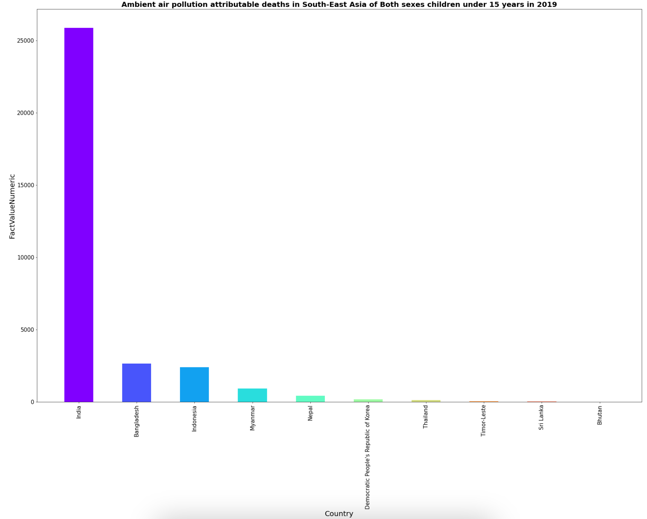 Ambient air pollution attributable deaths in South-East Asia of Both sexes children under 15 years in 2019
FactValueNumeric
25000
20000
15000
10000
5000
0
India
Bangladesh
Indonesia
Myanmar
Nepal
Democratic People's Republic of Korea
Thailand
Timor-Leste
Sri Lanka
Bhutan
Country